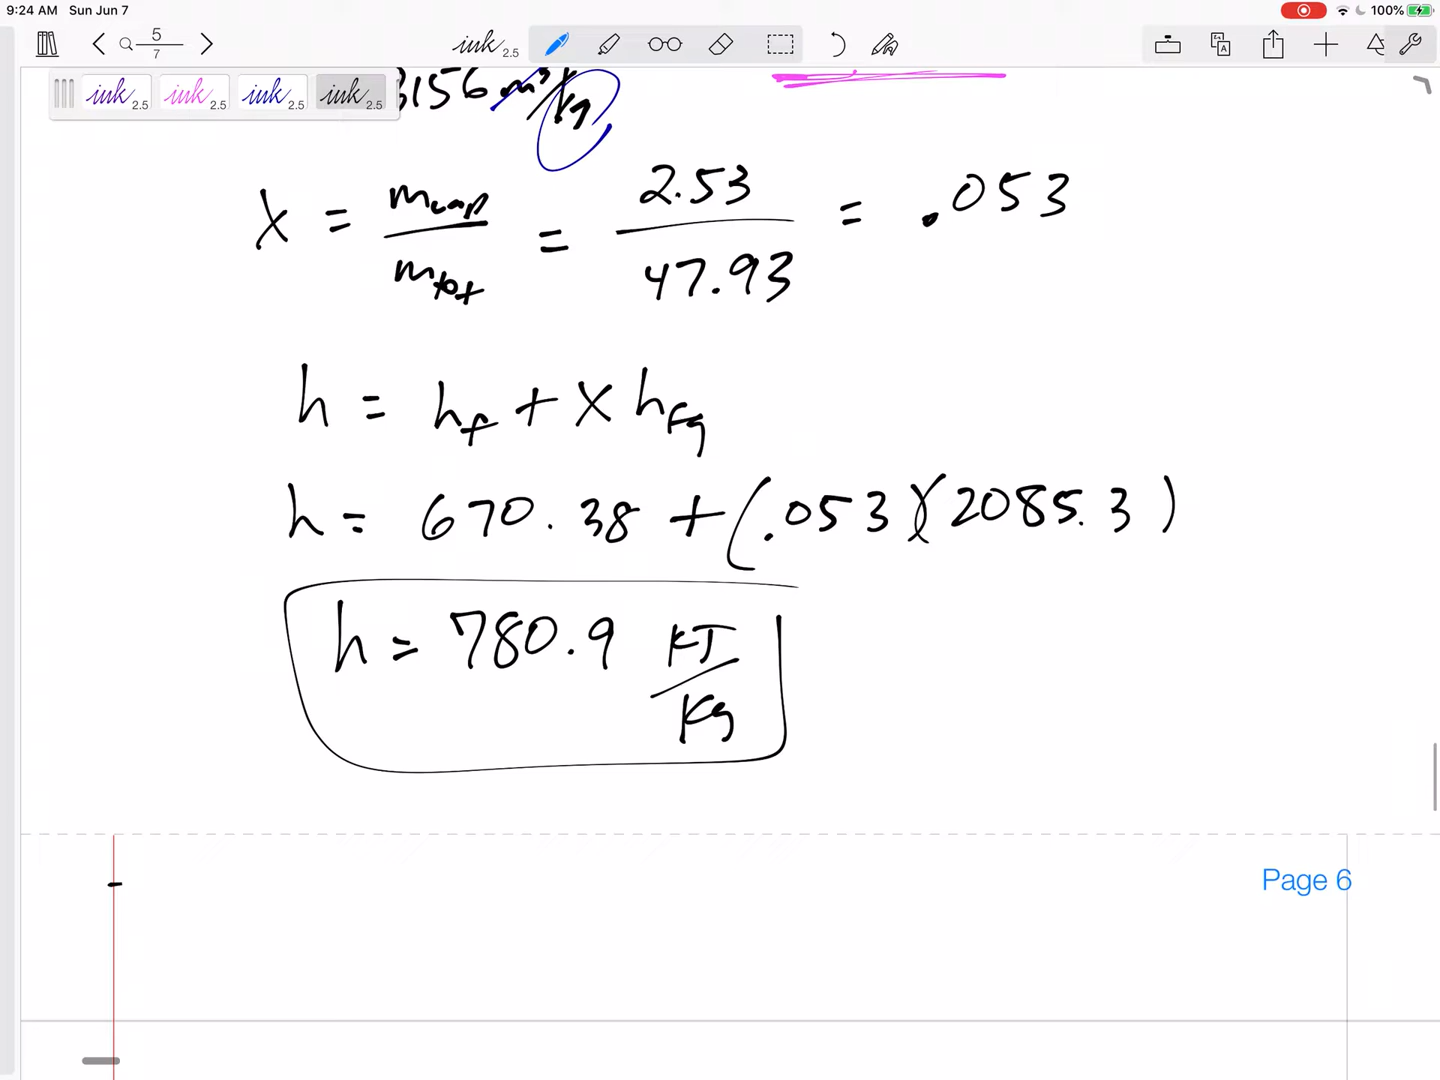 9:24 AM Sun Jun 7
100%
5
7
ink 2.5
ink 2.5 ink 2.5 ink 2.5 ink 2.5
3156 m³/kg
X = mvap / mtot = 2.53 / 47.93 = .053
h = hf + X hfg
h = 670.38 + (.053)(2085.3)
h = 780.9 KJ / Kg
Page 6